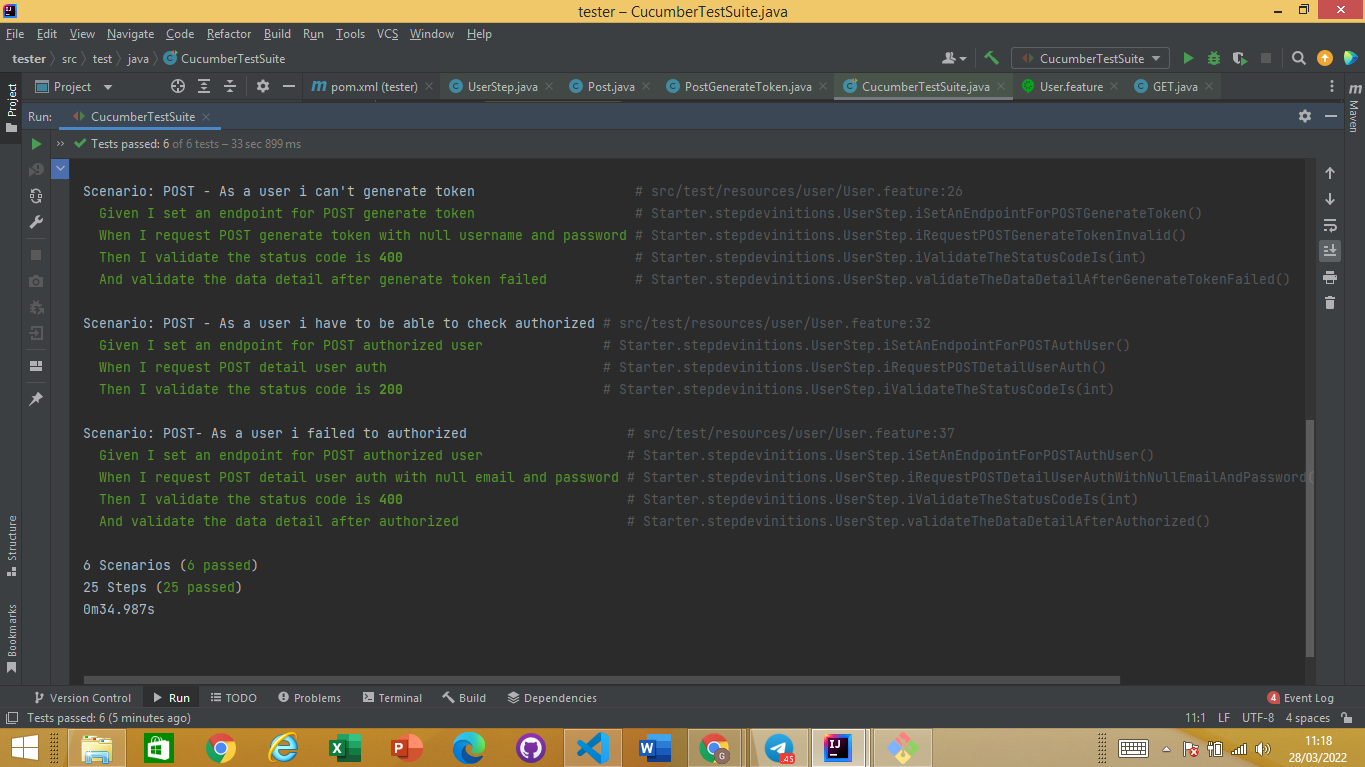 tester – CucumberTestSuite.java
File Edit View Navigate Code Refactor Build Run Tools VCS Window Help
tester src test java CucumberTestSuite CucumberTestSuite
Project Project pom.xml (tester) UserStep.java Post.java PostGenerateToken.java CucumberTestSuite.java User.feature GET.java Maven
Run: CucumberTestSuite
Tests passed: 6 of 6 tests – 33 sec 899 ms
Scenario: POST - As a user i can't generate token # src/test/resources/user/User.feature:26
Given I set an endpoint for POST generate token # Starter.stepdevinitions.UserStep.iSetAnEndpointForPOSTGenerateToken()
When I request POST generate token with null username and password # Starter.stepdevinitions.UserStep.iRequestPOSTGenerateTokenInvalid()
Then I validate the status code is 400 # Starter.stepdevinitions.UserStep.iValidateTheStatusCodeIs(int)
And validate the data detail after generate token failed # Starter.stepdevinitions.UserStep.validateTheDataDetailAfterGenerateTokenFailed()
Scenario: POST - As a user i have to be able to check authorized # src/test/resources/user/User.feature:32
Given I set an endpoint for POST authorized user # Starter.stepdevinitions.UserStep.iSetAnEndpointForPOSTAuthUser()
When I request POST detail user auth # Starter.stepdevinitions.UserStep.iRequestPOSTDetailUserAuth()
Then I validate the status code is 200 # Starter.stepdevinitions.UserStep.iValidateTheStatusCodeIs(int)
Scenario: POST- As a user i failed to authorized # src/test/resources/user/User.feature:37
Given I set an endpoint for POST authorized user # Starter.stepdevinitions.UserStep.iSetAnEndpointForPOSTAuthUser()
When I request POST detail user auth with null email and password # Starter.stepdevinitions.UserStep.iRequestPOSTDetailUserAuthWithNullEmailAndPassword(
Then I validate the status code is 400 # Starter.stepdevinitions.UserStep.iValidateTheStatusCodeIs(int)
And validate the data detail after authorized # Starter.stepdevinitions.UserStep.validateTheDataDetailAfterAuthorized()
6 Scenarios (6 passed)
25 Steps (25 passed)
0m34.987s
Structure
Bookmarks
Version Control Run TODO Problems Terminal Build Dependencies 4 Event Log
Tests passed: 6 (5 minutes ago) 11:1 LF UTF-8 4 spaces
11:18
28/03/2022